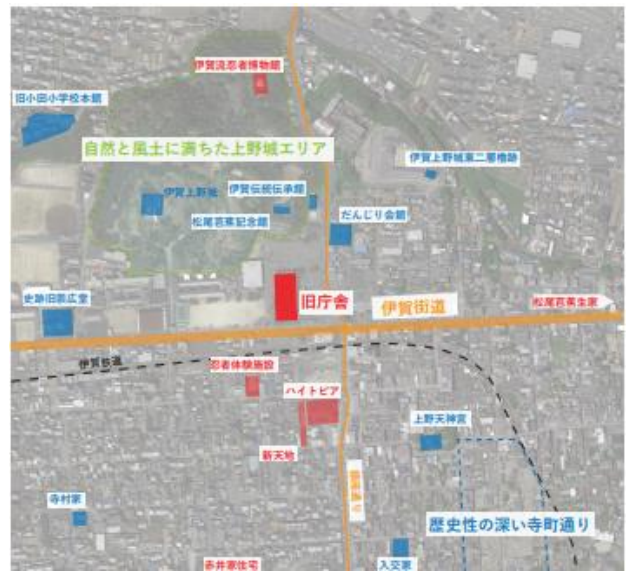 伊賀流忍者博物館
旧小田小学校本館
自然と風土に満ちた上野城エリア
伊賀上野城東二層櫓跡
伊賀上野城
伊賀伝統伝承館
松尾芭蕉記念館
だんじり会館
史跡旧崇広堂
旧庁舎
伊賀街道
松尾芭蕉生家
伊賀鉄道
忍者体験施設
ハイトピア
上野天神宮
新天地
寺村家
歴史性の深い寺町通り
赤井家住宅
入交家